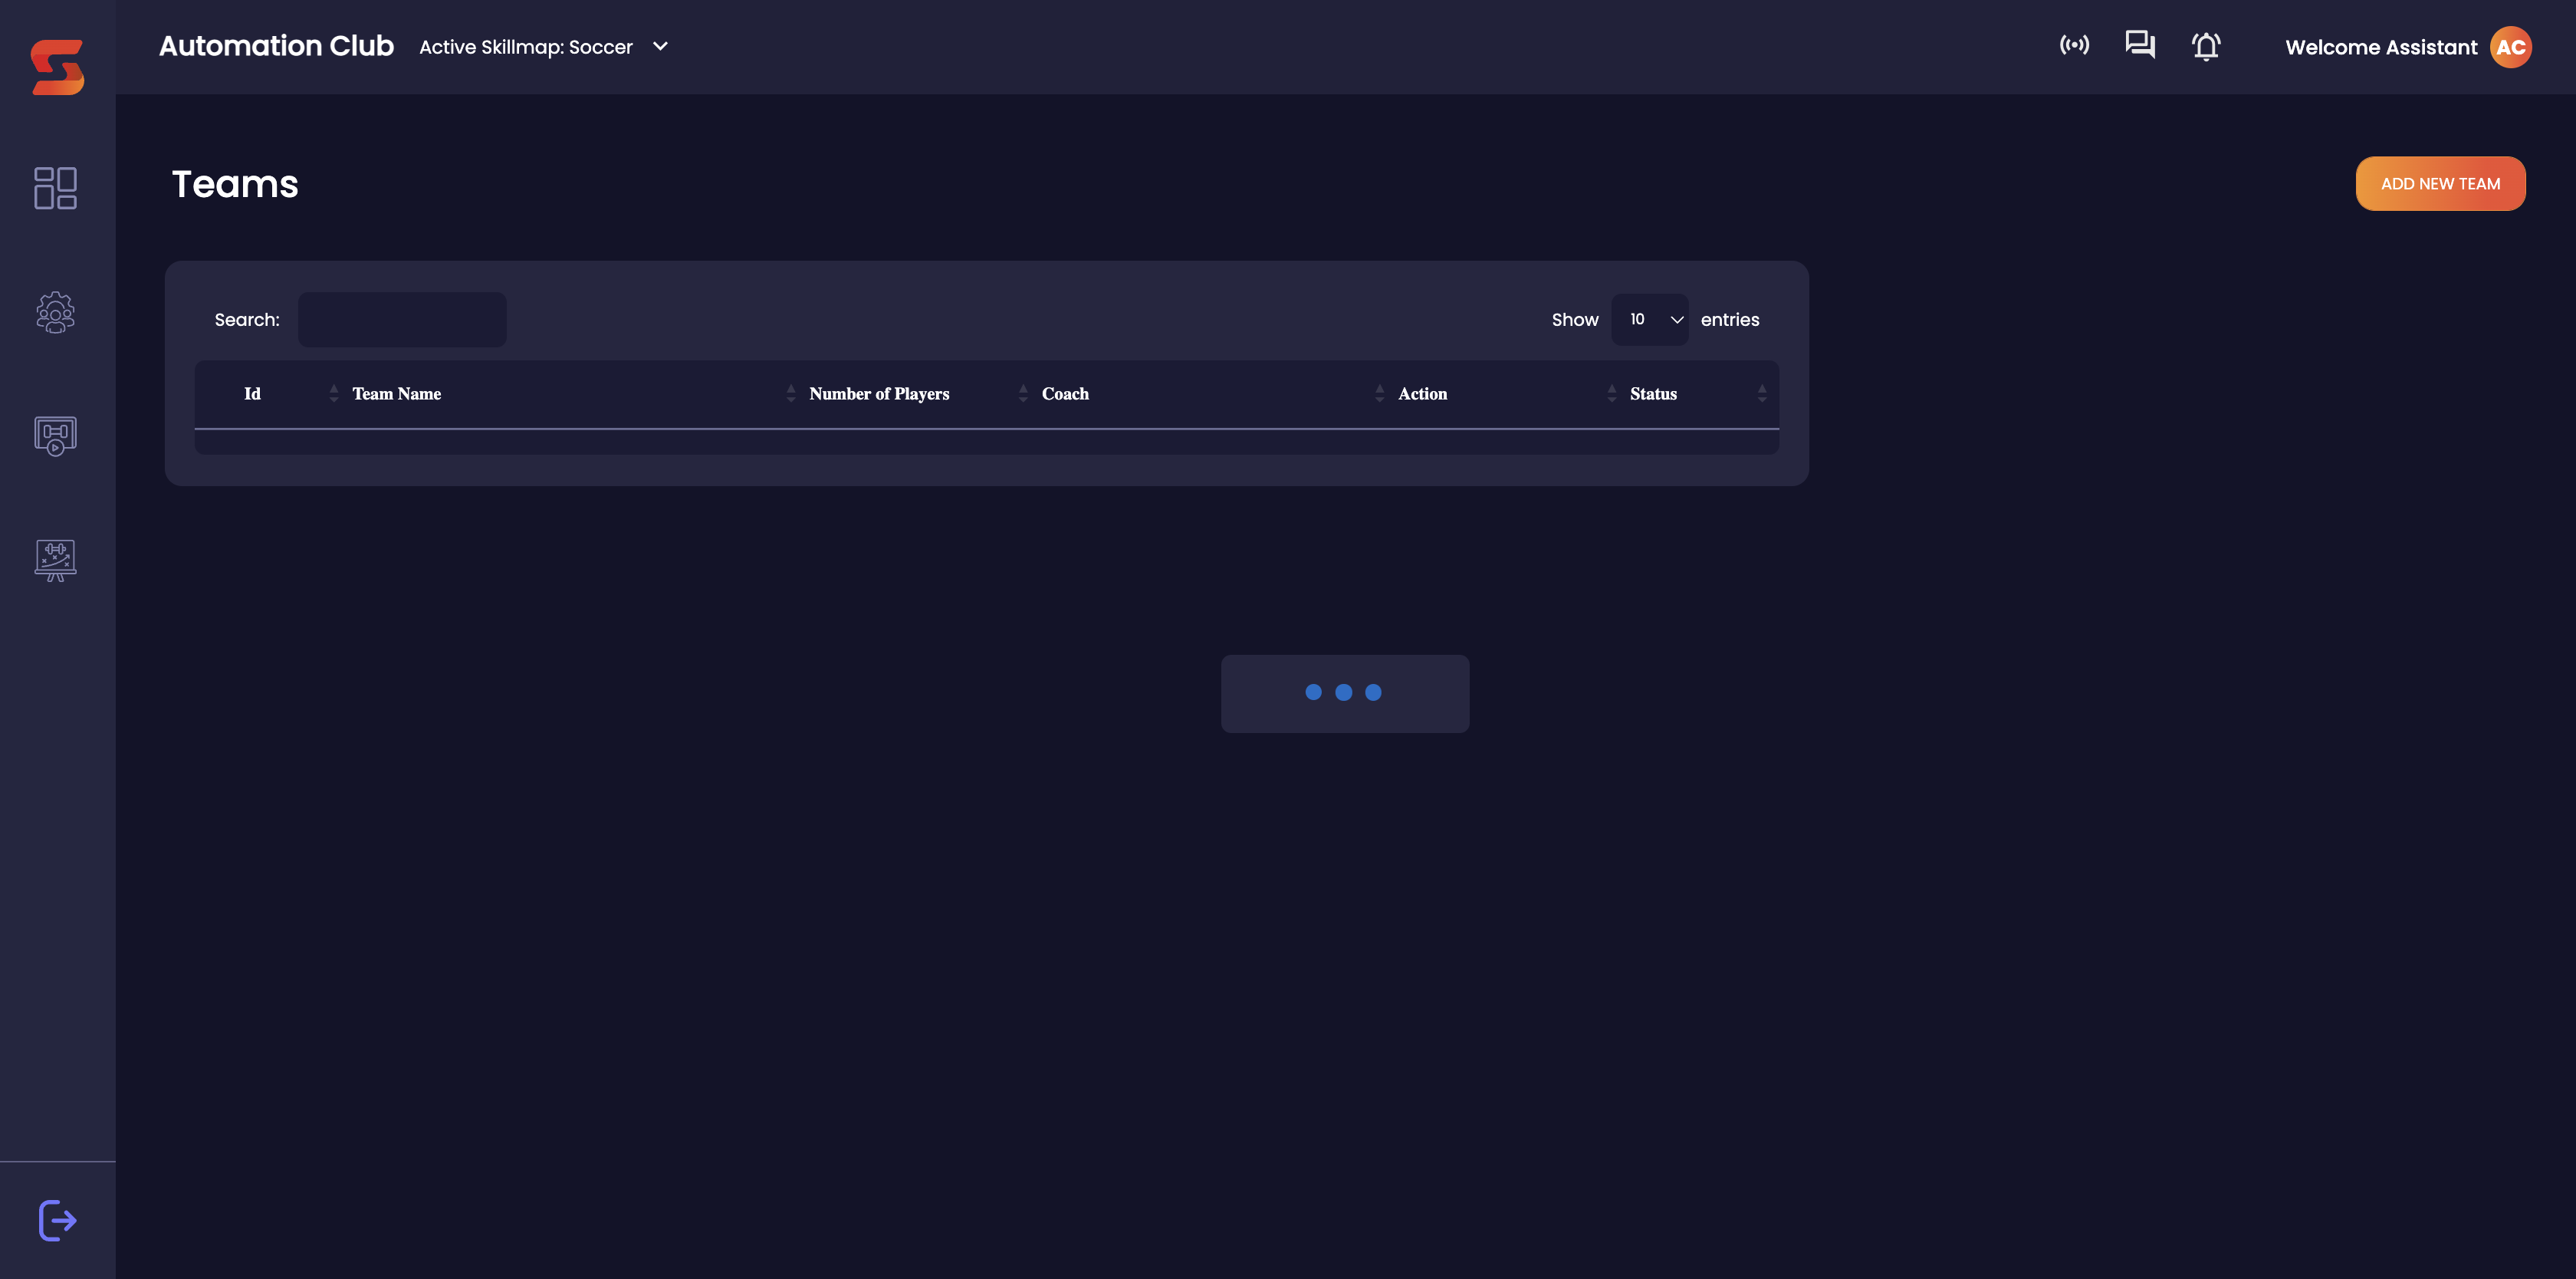 Automation Club
Active Skillmap: Soccer
Welcome Assistant AC
Teams
ADD NEW TEAM
Search:
Show 10 entries
Id Team Name Number of Players Coach Action Status